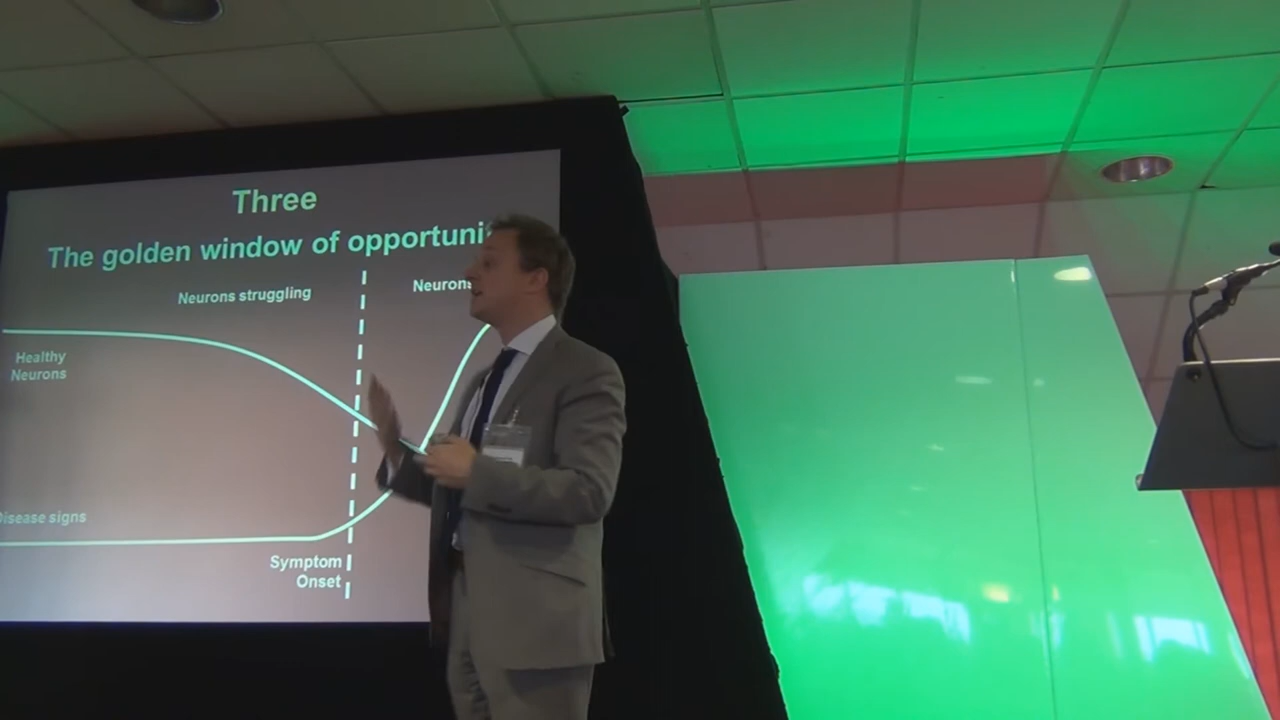 Three
The golden window of opportuni
Neurons struggling
Neurons
Healthy
Neurons
Disease signs
Symptom
Onset